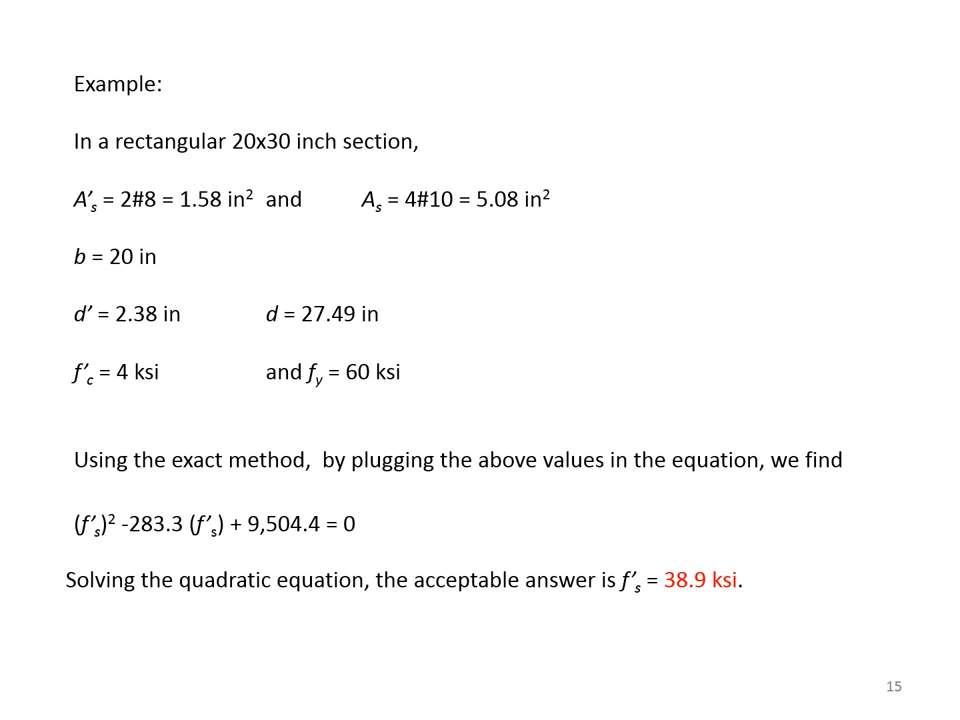 Example:
In a rectangular 20x30 inch section,
A’s = 2#8 = 1.58 in2 and As = 4#10 = 5.08 in2
b = 20 in
d’ = 2.38 in d = 27.49 in
f’c = 4 ksi and fy = 60 ksi
Using the exact method, by plugging the above values in the equation, we find
(f’s)2 -283.3 (f’s) + 9,504.4 = 0
Solving the quadratic equation, the acceptable answer is f’s = 38.9 ksi.
15